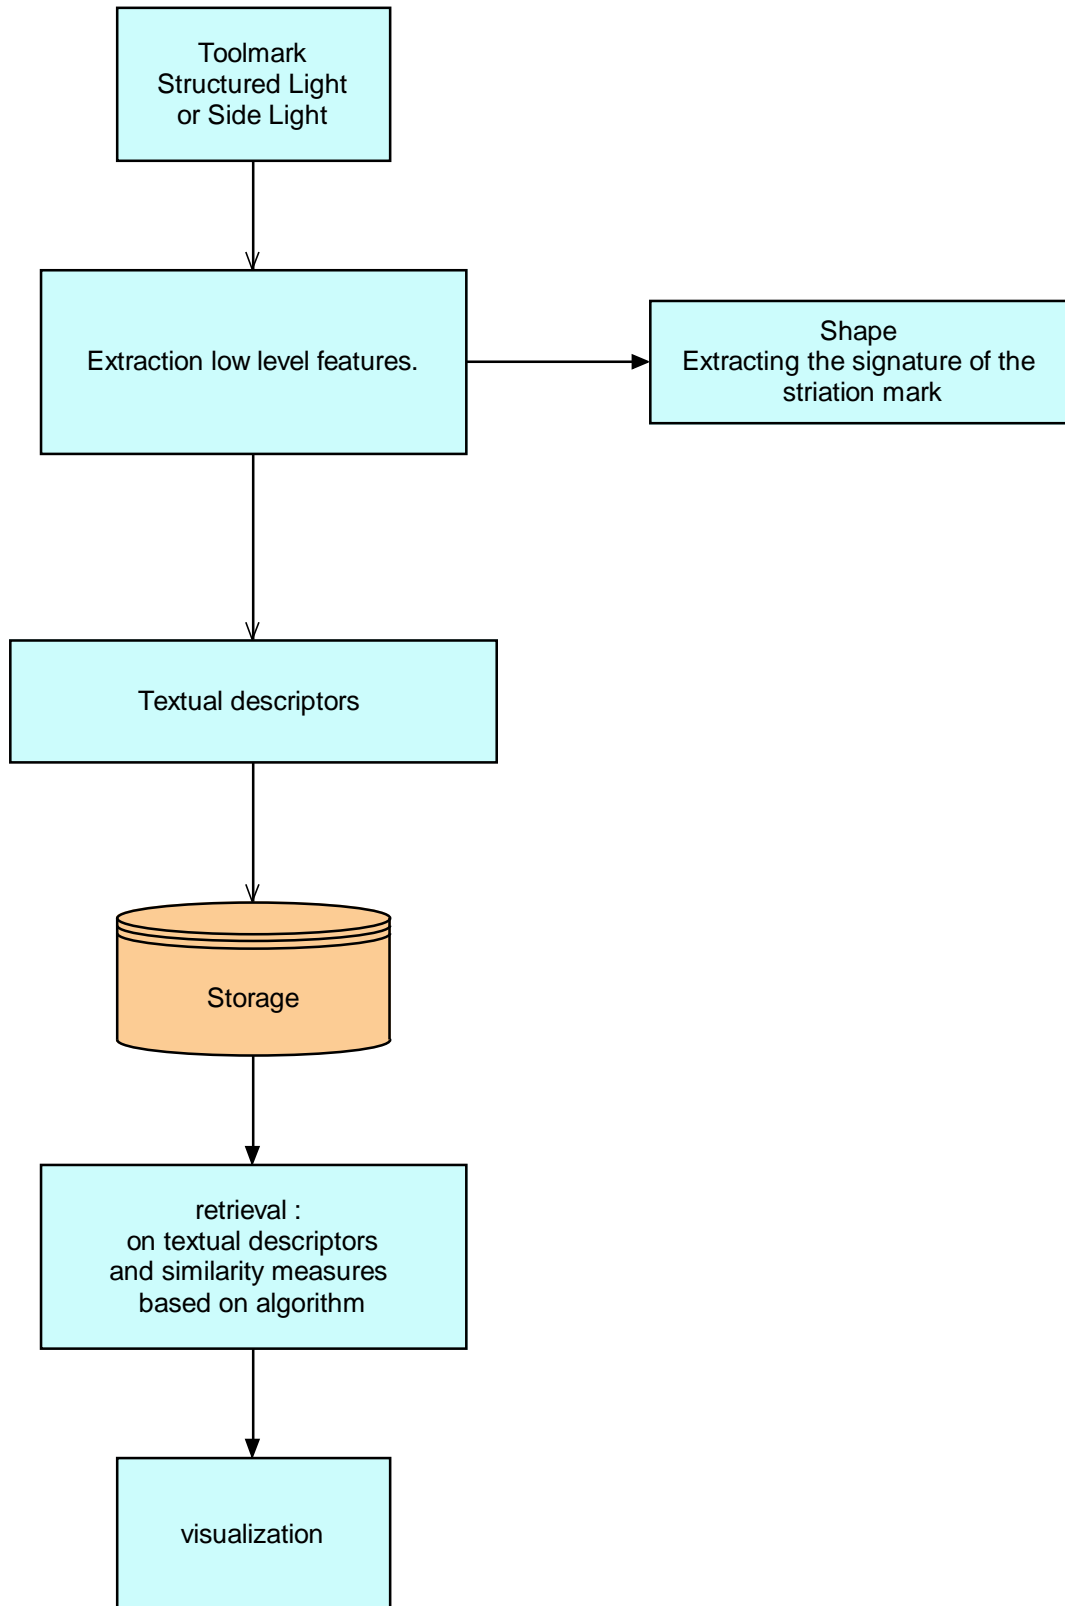 Toolmark
Structured Light
or Side Light
Extraction low level features.
Shape
Extracting the signature of the
striation mark
Textual descriptors
Storage
retrieval :
on textual descriptors
and similarity measures
based on algorithm
visualization